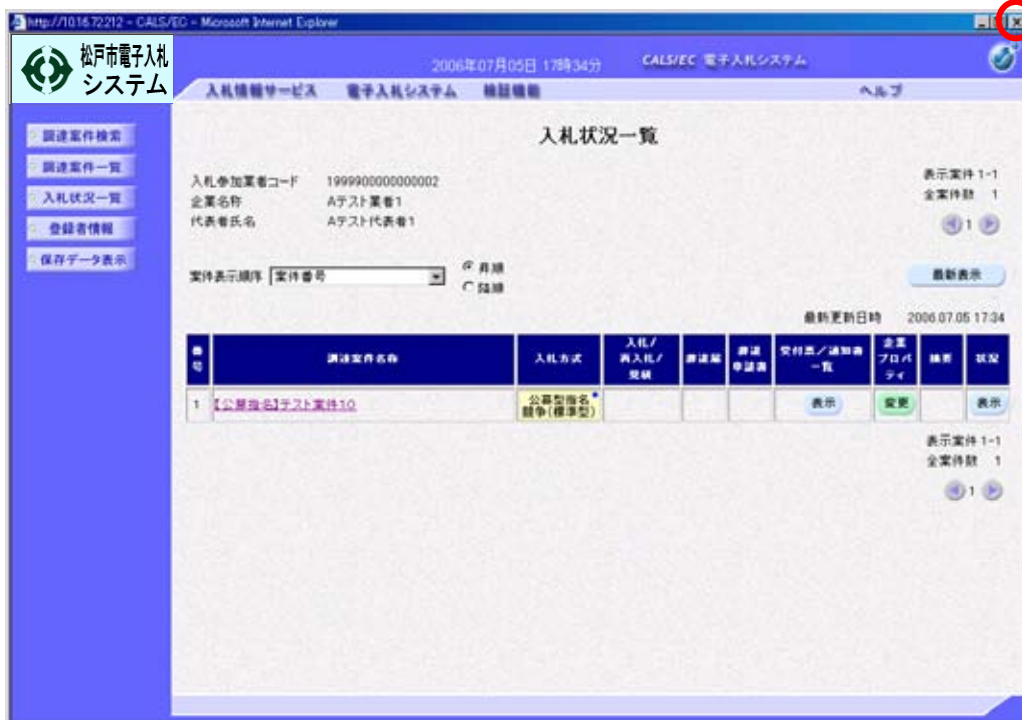 http://10.16.72.212 - CALS/EC - Microsoft Internet Explorer
松戸市電子入札
システム
2006年07月05日 17時34分
CALS/EC 電子入札システム
入札情報サービス
電子入札システム
検証機能
ヘルプ
調達案件検索
調達案件一覧
入札状況一覧
登録者情報
保存データ表示
入札状況一覧
入札参加業者コード 1999900000000002
企業名称 Aテスト業者1
代表者氏名 Aテスト代表者1
表示案件 1-1
全案件数 1
1
案件表示順序 案件番号
昇順
降順
最新表示
最新更新日時 2006.07.05 17:34
番号
調達案件名称
入札方式
入札/
再入札/
見積
辞退届
辞退
申請書
受付票/通知書
一覧
企業
プロパ
ティ
摘要
状況
1
【公募指名】テスト案件10
公募型指名
競争(標準型)
表示
変更
表示
表示案件 1-1
全案件数 1
1